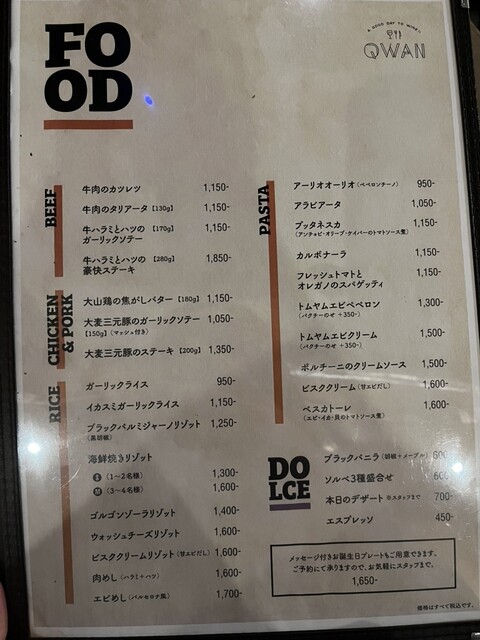 FO
OD
A GOOD DAY TO WINE!
QWAN
BEEF
牛肉のカツレツ 1,150-
牛肉のタリアータ【130g】 1,150-
牛ハラミとハツの【170g】 1,150-
ガーリックソテー
牛ハラミとハツの【280g】 1,850-
豪快ステーキ
CHICKEN
& PORK
大山鶏の焦がしバター【180g】 1,150-
大麦三元豚のガーリックソテー 1,050-
【150g】(マッシュ付き)
大麦三元豚のステーキ【200g】 1,350-
RICE
ガーリックライス 950-
イカスミガーリックライス 1,150-
ブラックパルミジャーノリゾット 1,250-
(黒胡椒)
海鮮焼きリゾット
S (1〜2名様) 1,300-
M (3〜4名様) 1,600-
ゴルゴンゾーラリゾット 1,400-
ウォッシュチーズリゾット 1,600-
ビスククリームリゾット(甘エビだし) 1,600-
肉めし(ハラミ+ハツ) 1,600-
エビめし(バルセロナ風) 1,700-
PASTA
アーリオオーリオ(ペペロンチーノ) 950-
アラビアータ 1,050-
プッタネスカ 1,150-
(アンチョビ・オリーブ・ケイパーのトマトソース煮)
カルボナーラ 1,150-
フレッシュトマトと 1,150-
オレガノのスパゲッティ
トムヤムエビペペロン 1,300-
(パクチーのせ +350-)
トムヤムエビクリーム 1,500-
(パクチーのせ +350-)
ポルチーニのクリームソース 1,500-
ビスククリーム(甘エビだし) 1,600-
ペスカトーレ 1,600-
(エビ・イカ・貝のトマトソース煮)
DO
LCE
ブラックバニラ(胡椒+メープル) 600-
ソルベ3種盛合せ 600-
本日のデザート ※スタッフまで 700-
エスプレッソ 450-
メッセージ付きお誕生日プレートもご用意できます。
ご予約にて承りますので、お気軽にスタッフまで。
1,650-
価格はすべて税込です。